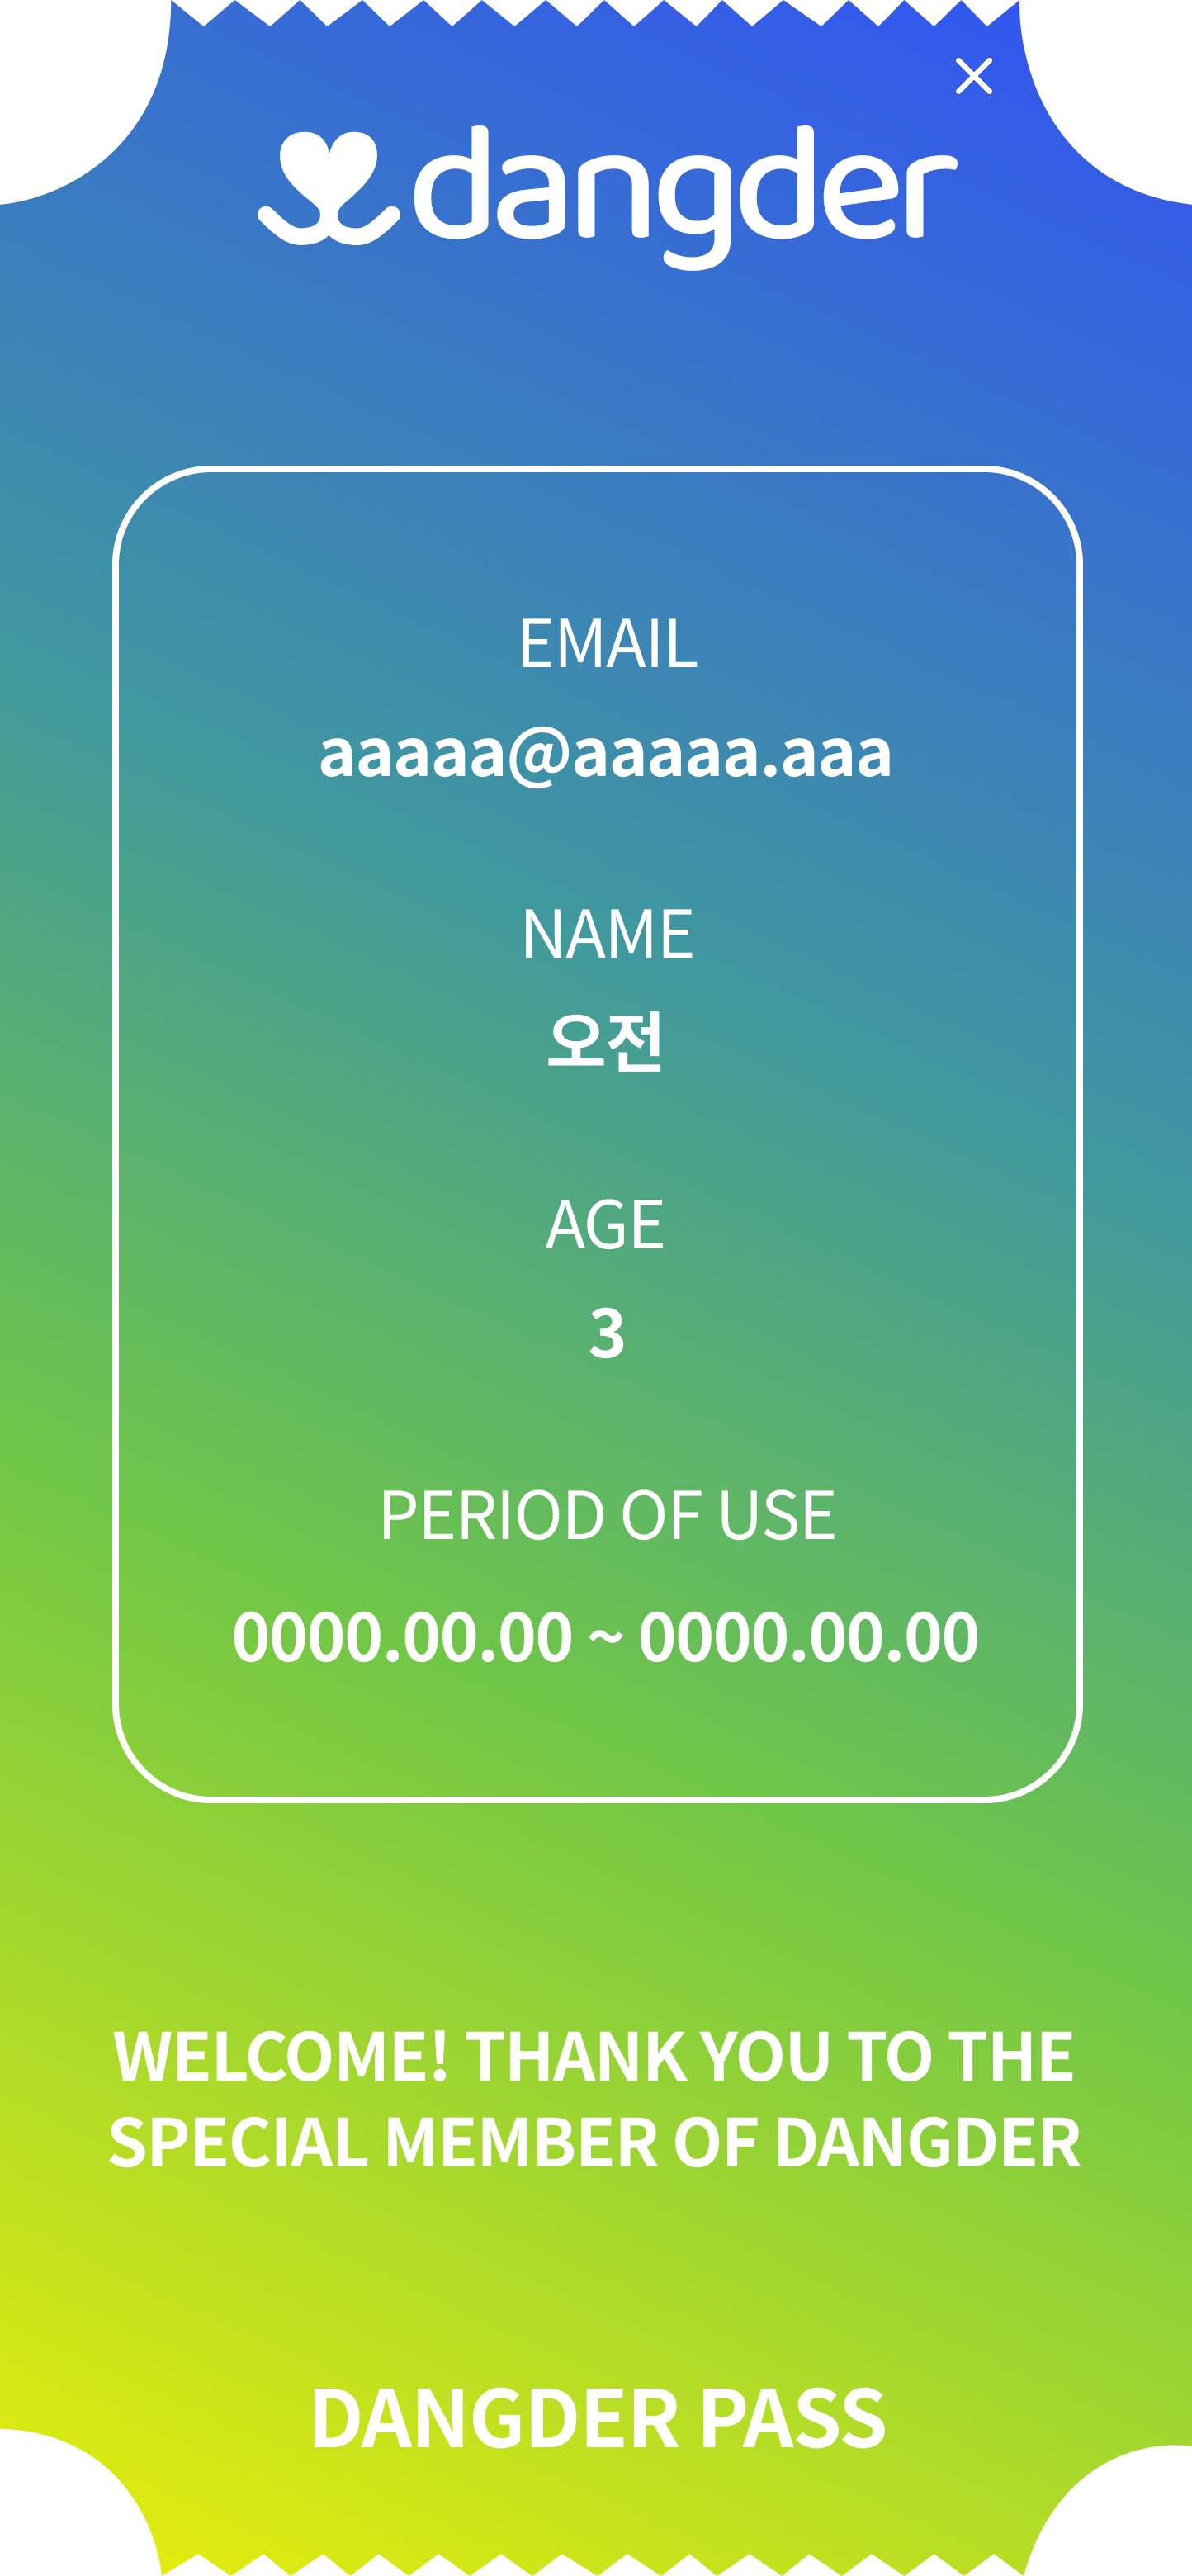 dangder
EMAIL
aaaaa@aaaaa.aaa
NAME
오전
AGE
3
PERIOD OF USE
0000.00.00 ~ 0000.00.00
WELCOME! THANK YOU TO THE
SPECIAL MEMBER OF DANGDER
DANGDER PASS